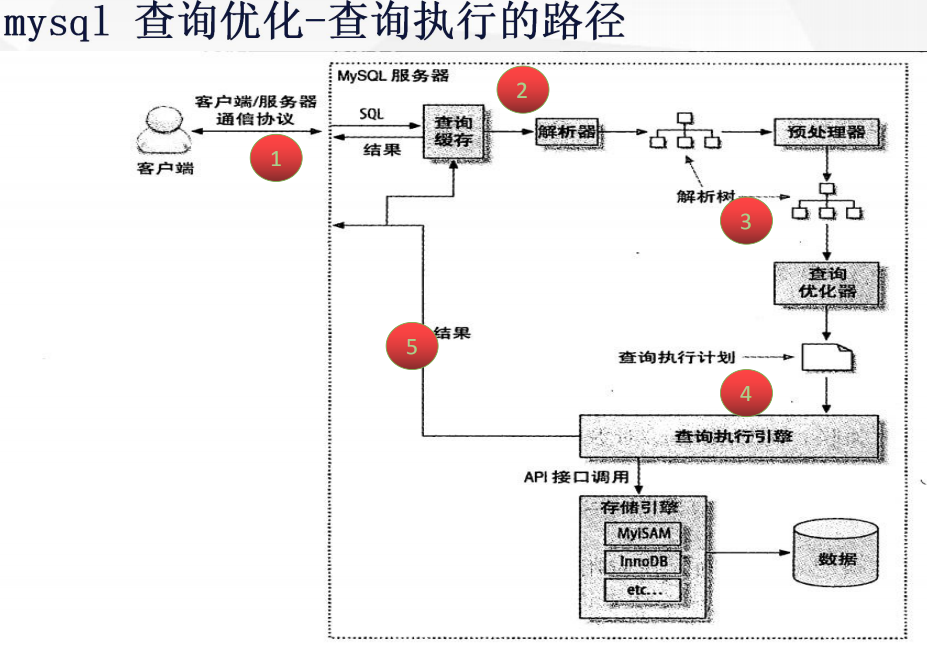 mysql 查询优化-查询执行的路径
MySQL 服务器
客户端/服务器
通信协议
1
客户端
SQL
结果
查询
缓存
2
解析器
预处理器
解析树
3
查询
优化器
结果
5
查询执行计划
4
查询执行引擎
API 接口调用
存储引擎
MyISAM
InnoDB
etc...
数据